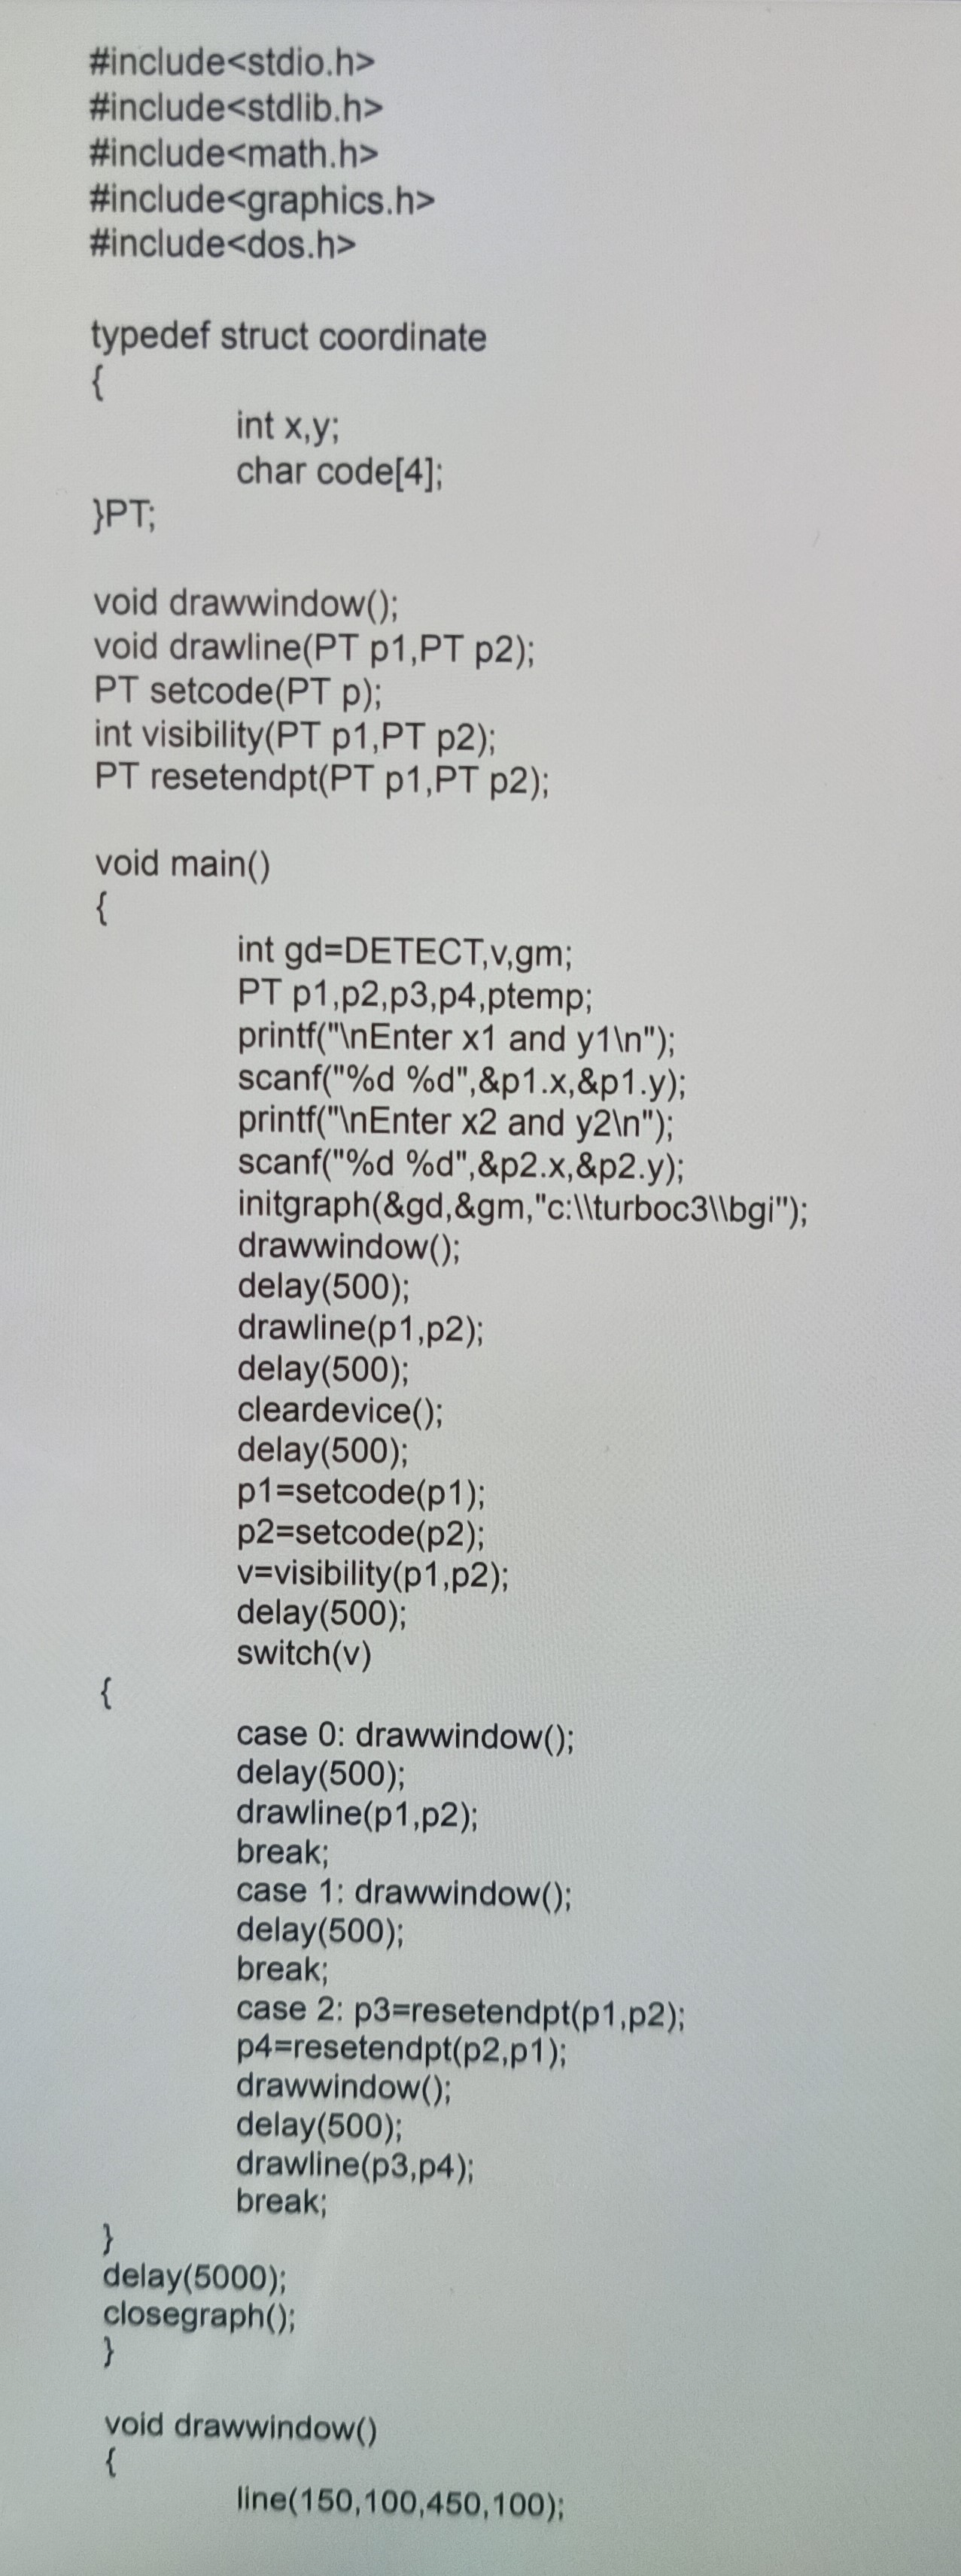 #include<stdio.h>
#include<stdlib.h>
#include<math.h>
#include<graphics.h>
#include<dos.h>
typedef struct coordinate
{
int x,y;
char code[4];
}PT;
void drawwindow();
void drawline(PT p1,PT p2);
PT setcode(PT p);
int visibility(PT p1,PT p2);
PT resetendpt(PT p1,PT p2);
void main()
{
int gd=DETECT,v,gm;
PT p1,p2,p3,p4,ptemp;
printf("\nEnter x1 and y1\n");
scanf("%d %d",&p1.x,&p1.y);
printf("\nEnter x2 and y2\n");
scanf("%d %d",&p2.x,&p2.y);
initgraph(&gd,&gm,"c:\\turboc3\\bgi");
drawwindow();
delay(500);
drawline(p1,p2);
delay(500);
cleardevice();
delay(500);
p1=setcode(p1);
p2=setcode(p2);
v=visibility(p1,p2);
delay(500);
switch(v)
{
case 0: drawwindow();
delay(500);
drawline(p1,p2);
break;
case 1: drawwindow();
delay(500);
break;
case 2: p3=resetendpt(p1,p2);
p4=resetendpt(p2,p1);
drawwindow();
delay(500);
drawline(p3,p4);
break;
}
delay(5000);
closegraph();
}
void drawwindow()
{
line(150,100,450,100);